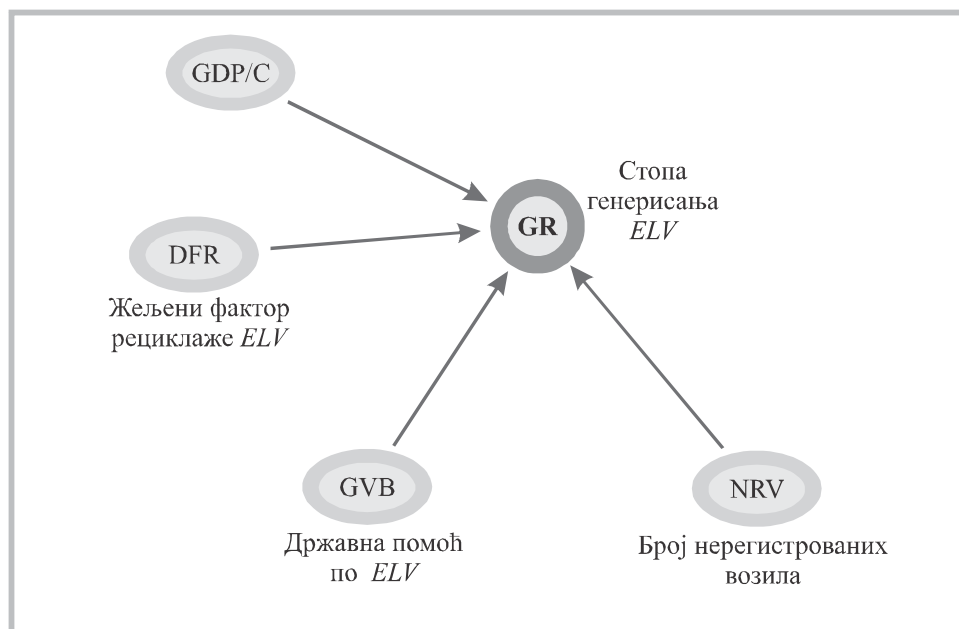 GDP/C
Стопа
генерисања
ELV
GR
DFR
Жељени фактор
рециклаже ELV
GVB
Државна помоћ
по ELV
NRV
Број нерегистрованих
возила